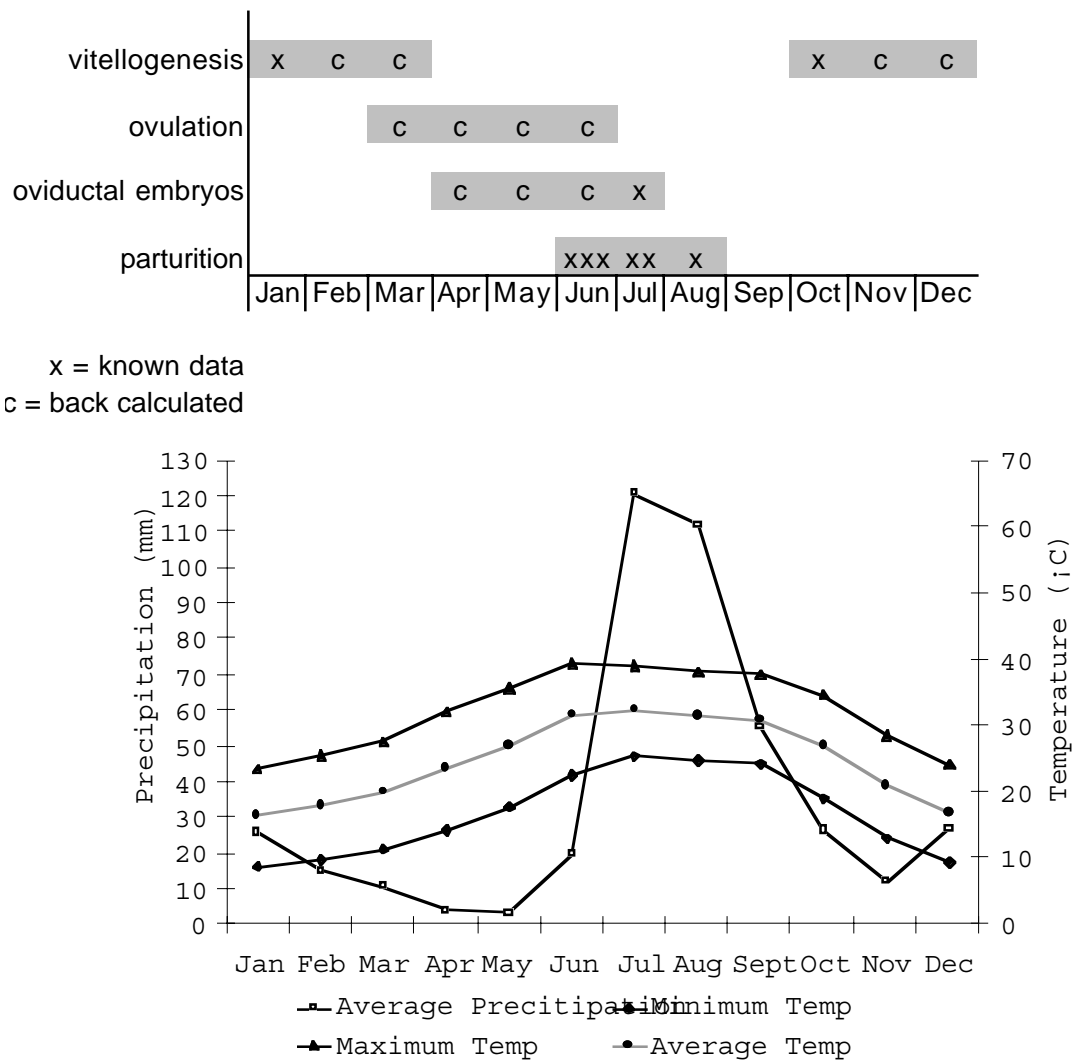 vitellogenesis x c c x c c
ovulation c c c c
oviductal embryos c c c x
parturition xxx xx x
Jan Feb Mar Apr May Jun Jul Aug Sep Oct Nov Dec
x = known data
c = back calculated
130
120
110
100
90
80
70
60
50
40
30
20
10
0
Precipitation (mm)
70
60
50
40
30
20
10
0
Temperature (¡C)
Jan Feb Mar Apr May Jun Jul Aug Sept Oct Nov Dec
Average Precitipation Minimum Temp
Maximum Temp Average Temp